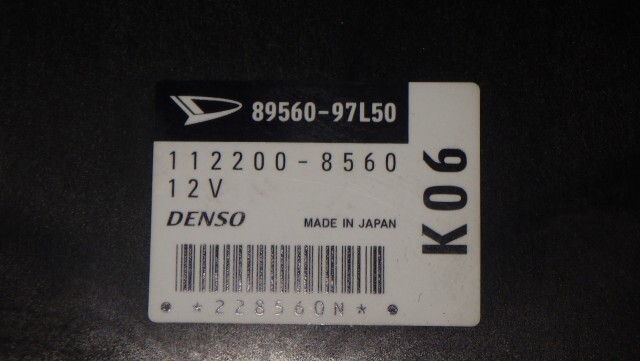 89560-97L50
112200-8560
12V
DENSO MADE IN JAPAN
*228560N*
K06